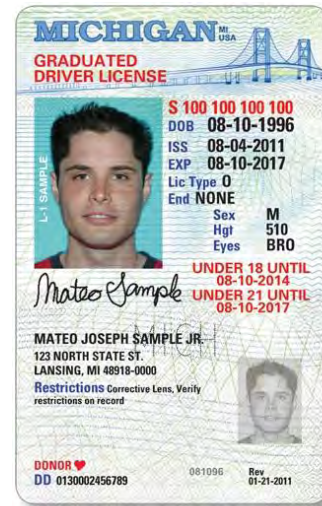 MICHIGAN MI USA
GRADUATED
DRIVER LICENSE
L-1 SAMPLE
S 100 100 100 100
DOB 08-10-1996
ISS 08-04-2011
EXP 08-10-2017
Lic Type O
End NONE
Sex M
Hgt 510
Eyes BRO
UNDER 18 UNTIL
08-10-2014
UNDER 21 UNTIL
08-10-2017
Mateo Sample
MATEO JOSEPH SAMPLE JR.
123 NORTH STATE ST.
LANSING, MI 48918-0000
Restrictions Corrective Lens, Verify
restrictions on record
DONOR
DD 0130002456789
081096
Rev
01-21-2011